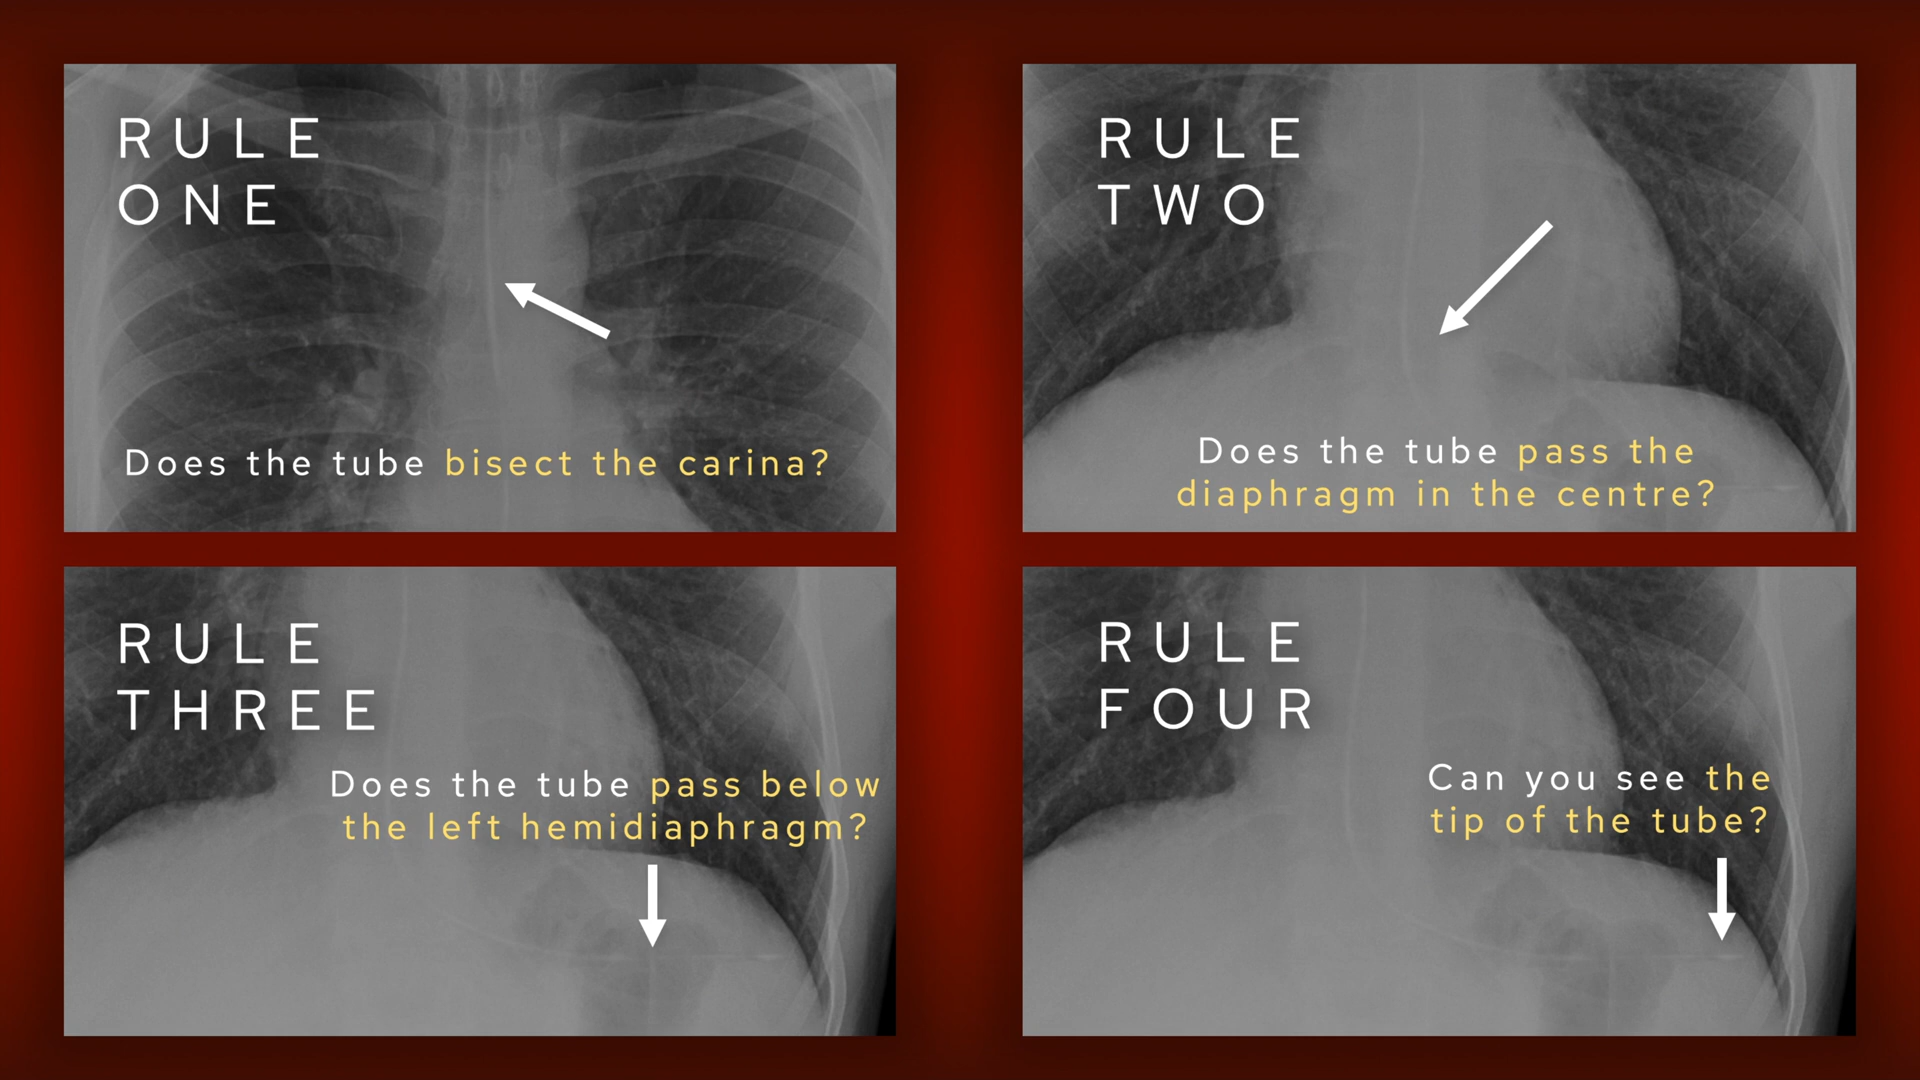 RULE
ONE
Does the tube bisect the carina?
RULE
TWO
Does the tube pass the
diaphragm in the centre?
RULE
THREE
Does the tube pass below
the left hemidiaphragm?
RULE
FOUR
Can you see the
tip of the tube?